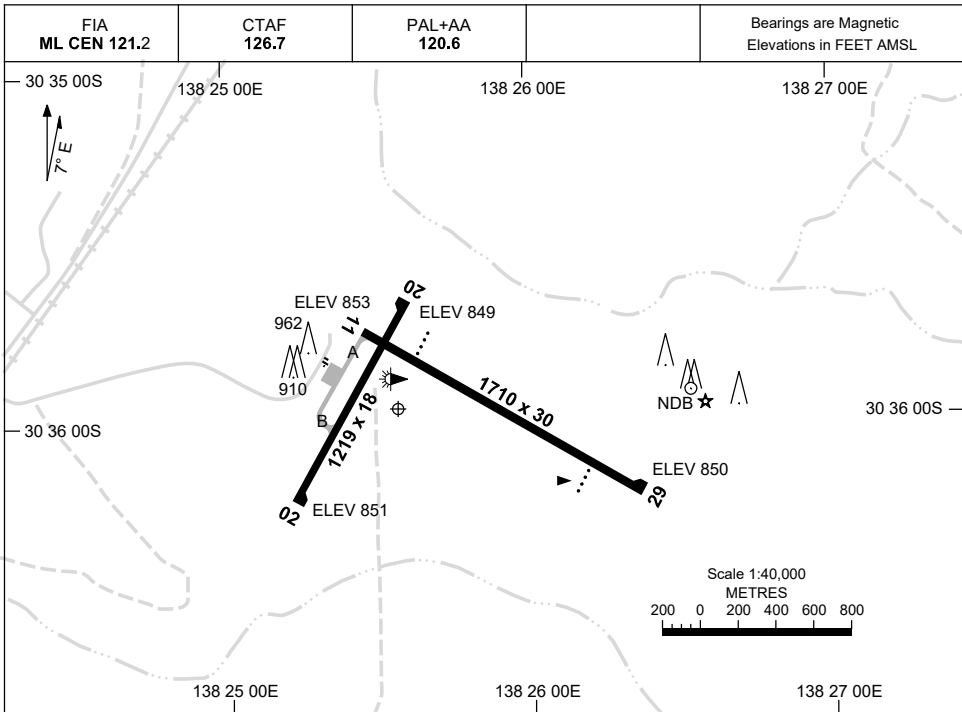 FIA
ML CEN 121.2
CTAF
126.7
PAL+AA
120.6
Bearings are Magnetic
Elevations in FEET AMSL
30 35 00S
138 25 00E
138 26 00E
138 27 00E
7° E
20
ELEV 853
ELEV 849
11
962
A
910
1710 x 30
NDB
30 36 00S
B
1219 x 18
30 36 00S
ELEV 850
29
02
ELEV 851
Scale 1:40,000
METRES
200 0 200 400 600 800
138 25 00E
138 26 00E
138 27 00E